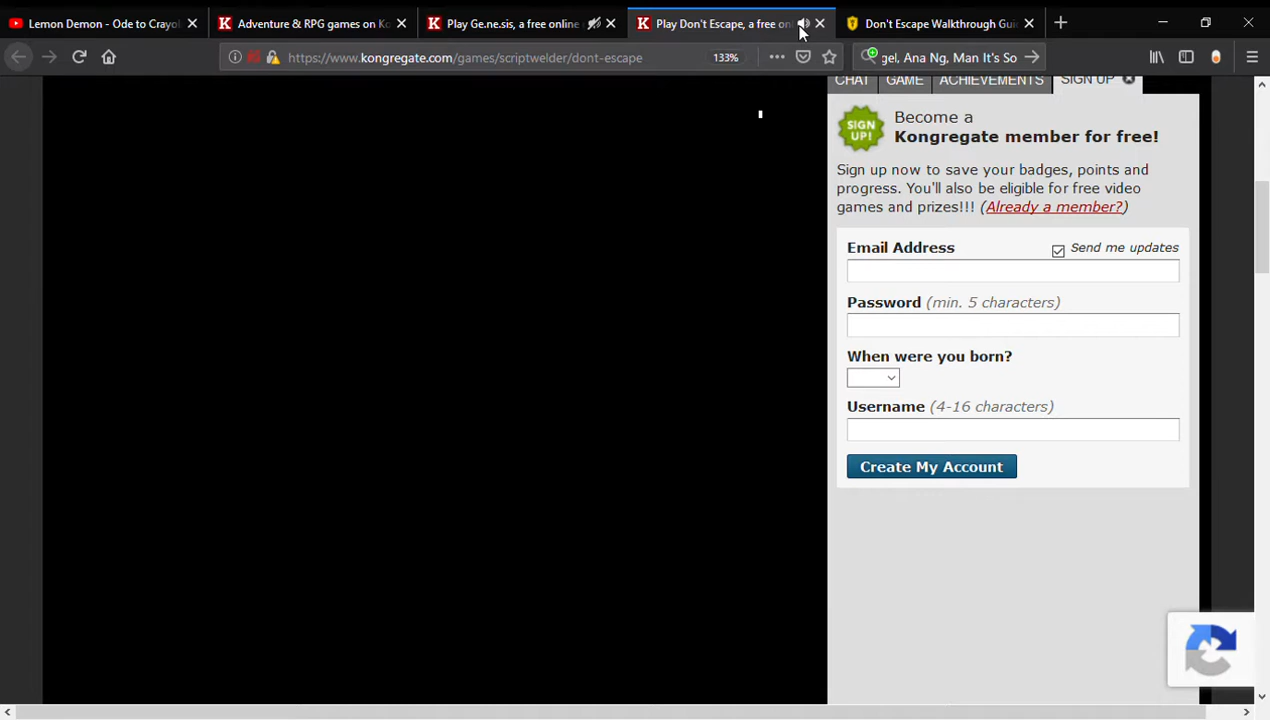 Lemon Demon - Ode to Crayol
Adventure & RPG games on Ko
Play Ge.ne.sis, a free online
Play Don't Escape, a free onl
Don't Escape Walkthrough Gui
https://www.kongregate.com/games/scriptwelder/dont-escape
133%
gel, Ana Ng, Man It's So
CHAT
GAME
ACHIEVEMENTS
SIGN UP
SIGN UP!
Become a
Kongregate member for free!
Sign up now to save your badges, points and
progress. You'll also be eligible for free video
games and prizes!!! (Already a member?)
Email Address
Send me updates
Password (min. 5 characters)
When were you born?
Username (4-16 characters)
Create My Account